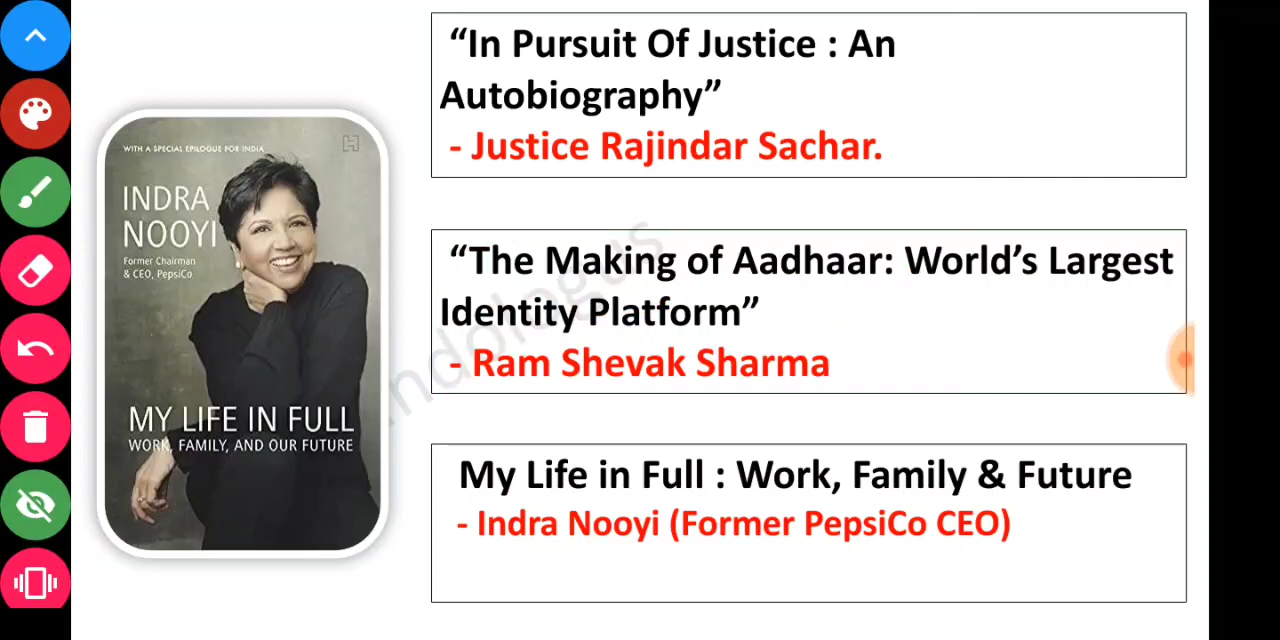 WITH A SPECIAL EPILOGUE FOR INDIA
INDRA
NOOYI
Former Chairman
& CEO, PepsiCo
MY LIFE IN FULL
WORK, FAMILY, AND OUR FUTURE
“In Pursuit Of Justice : An
Autobiography”
- Justice Rajindar Sachar.
“The Making of Aadhaar: World’s Largest
Identity Platform”
- Ram Shevak Sharma
My Life in Full : Work, Family & Future
- Indra Nooyi (Former PepsiCo CEO)